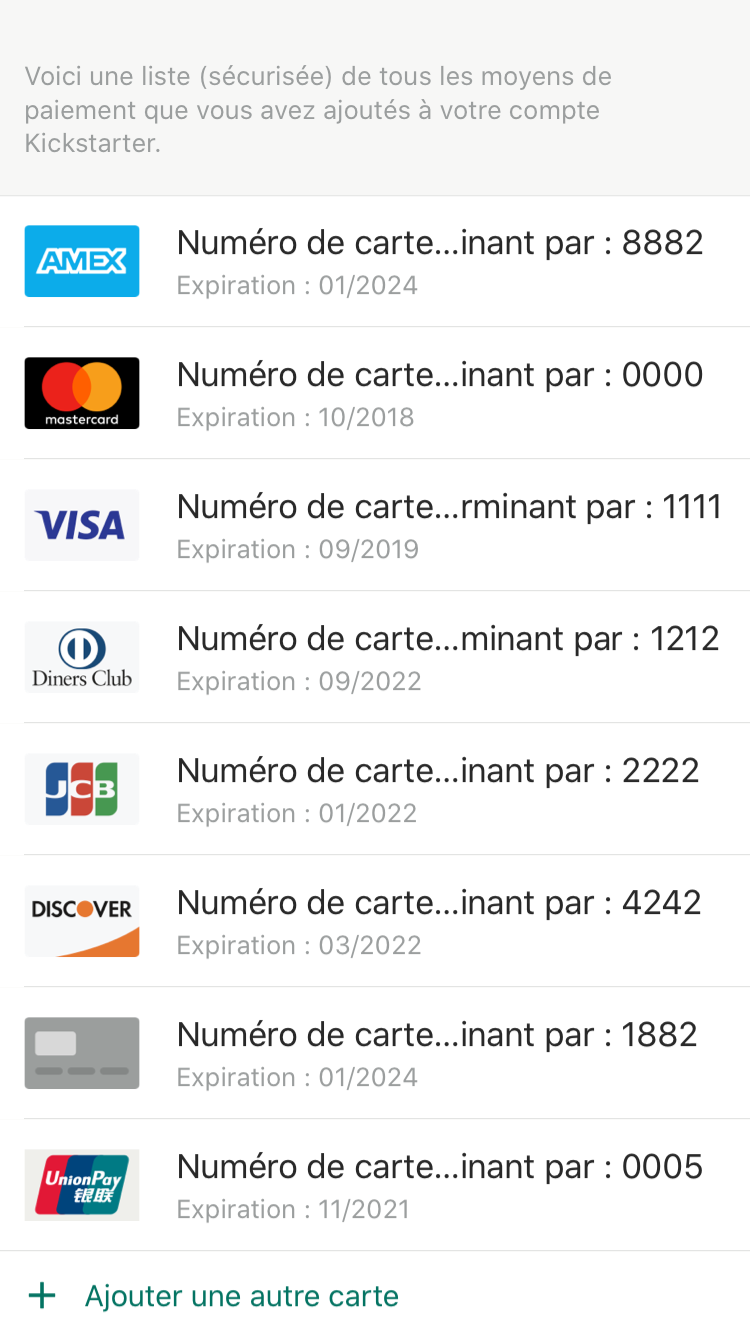 Voici une liste (sécurisée) de tous les moyens de
paiement que vous avez ajoutés à votre compte
Kickstarter.
AMEX
Numéro de carte...inant par : 8882
Expiration : 01/2024
mastercard
Numéro de carte...inant par : 0000
Expiration : 10/2018
VISA
Numéro de carte...rminant par : 1111
Expiration : 09/2019
Diners Club
Numéro de carte...minant par : 1212
Expiration : 09/2022
JCB
Numéro de carte...inant par : 2222
Expiration : 01/2022
DISCOVER
Numéro de carte...inant par : 4242
Expiration : 03/2022
Numéro de carte...inant par : 1882
Expiration : 01/2024
UnionPay
银联
Numéro de carte...inant par : 0005
Expiration : 11/2021
+ Ajouter une autre carte